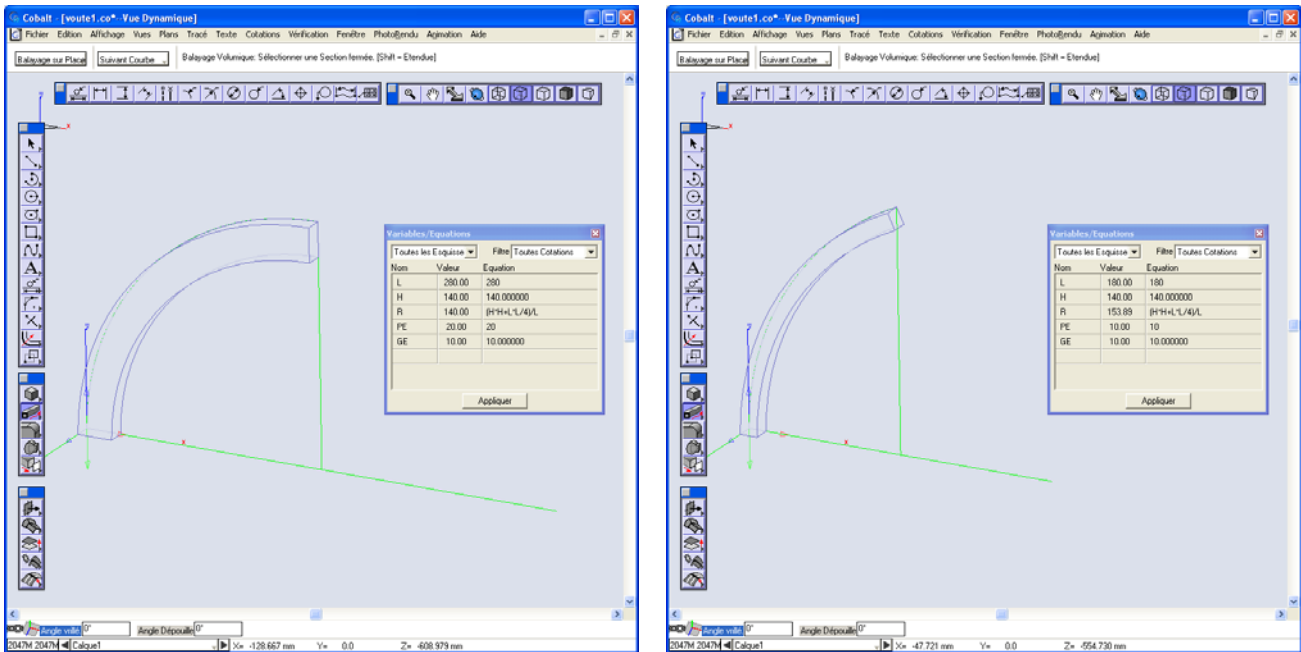 Cobalt - [voute1.co* -Vue Dynamique]
Fichier Edition Affichage Vues Plans Tracé Texte Cotations Vérification Fenêtre PhotoRendu Animation Aide
Balayage sur Place Suivant Courbe Balayage Volumique: Sélectionner une Section fermée. [Shift = Etendue]
z
x
Variables/Equations
Toutes les Esquisse Filtre Toutes Cotations
Nom Valeur Equation
L 280.00 280
H 140.00 140.000000
R 140.00 (H*H+L*L/4)/L
PE 20.00 20
GE 10.00 10.000000
Appliquer
z
x
Angle vrillé 0° Angle Dépouille 0°
2047M 2047M Calque1 X= -128.667 mm Y= 0.0 Z= -608.979 mm
Cobalt - [voute1.co* -Vue Dynamique]
Fichier Edition Affichage Vues Plans Tracé Texte Cotations Vérification Fenêtre PhotoRendu Animation Aide
Balayage sur Place Suivant Courbe Balayage Volumique: Sélectionner une Section fermée. [Shift = Etendue]
z
x
Variables/Equations
Toutes les Esquisse Filtre Toutes Cotations
Nom Valeur Equation
L 180.00 180
H 140.00 140.000000
R 153.89 (H*H+L*L/4)/L
PE 10.00 10
GE 10.00 10.000000
Appliquer
z
x
Angle vrillé 0° Angle Dépouille 0°
2047M 2047M Calque1 X= -47.721 mm Y= 0.0 Z= -554.730 mm